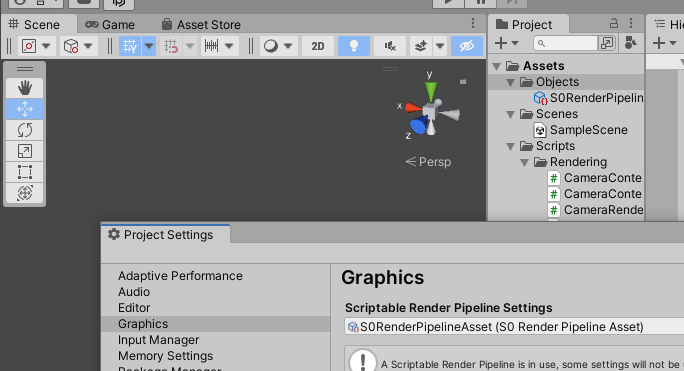 Scene Game Asset Store
2D
y
x
z
Persp
Project
Assets
Objects
S0RenderPipelin
Scenes
SampleScene
Scripts
Rendering
CameraConte
CameraConte
CameraRende
Hi
Project Settings
Adaptive Performance
Audio
Editor
Graphics
Input Manager
Memory Settings
Package Manager
Graphics
Scriptable Render Pipeline Settings
S0RenderPipelineAsset (S0 Render Pipeline Asset)
A Scriptable Render Pipeline is in use, some settings will not be